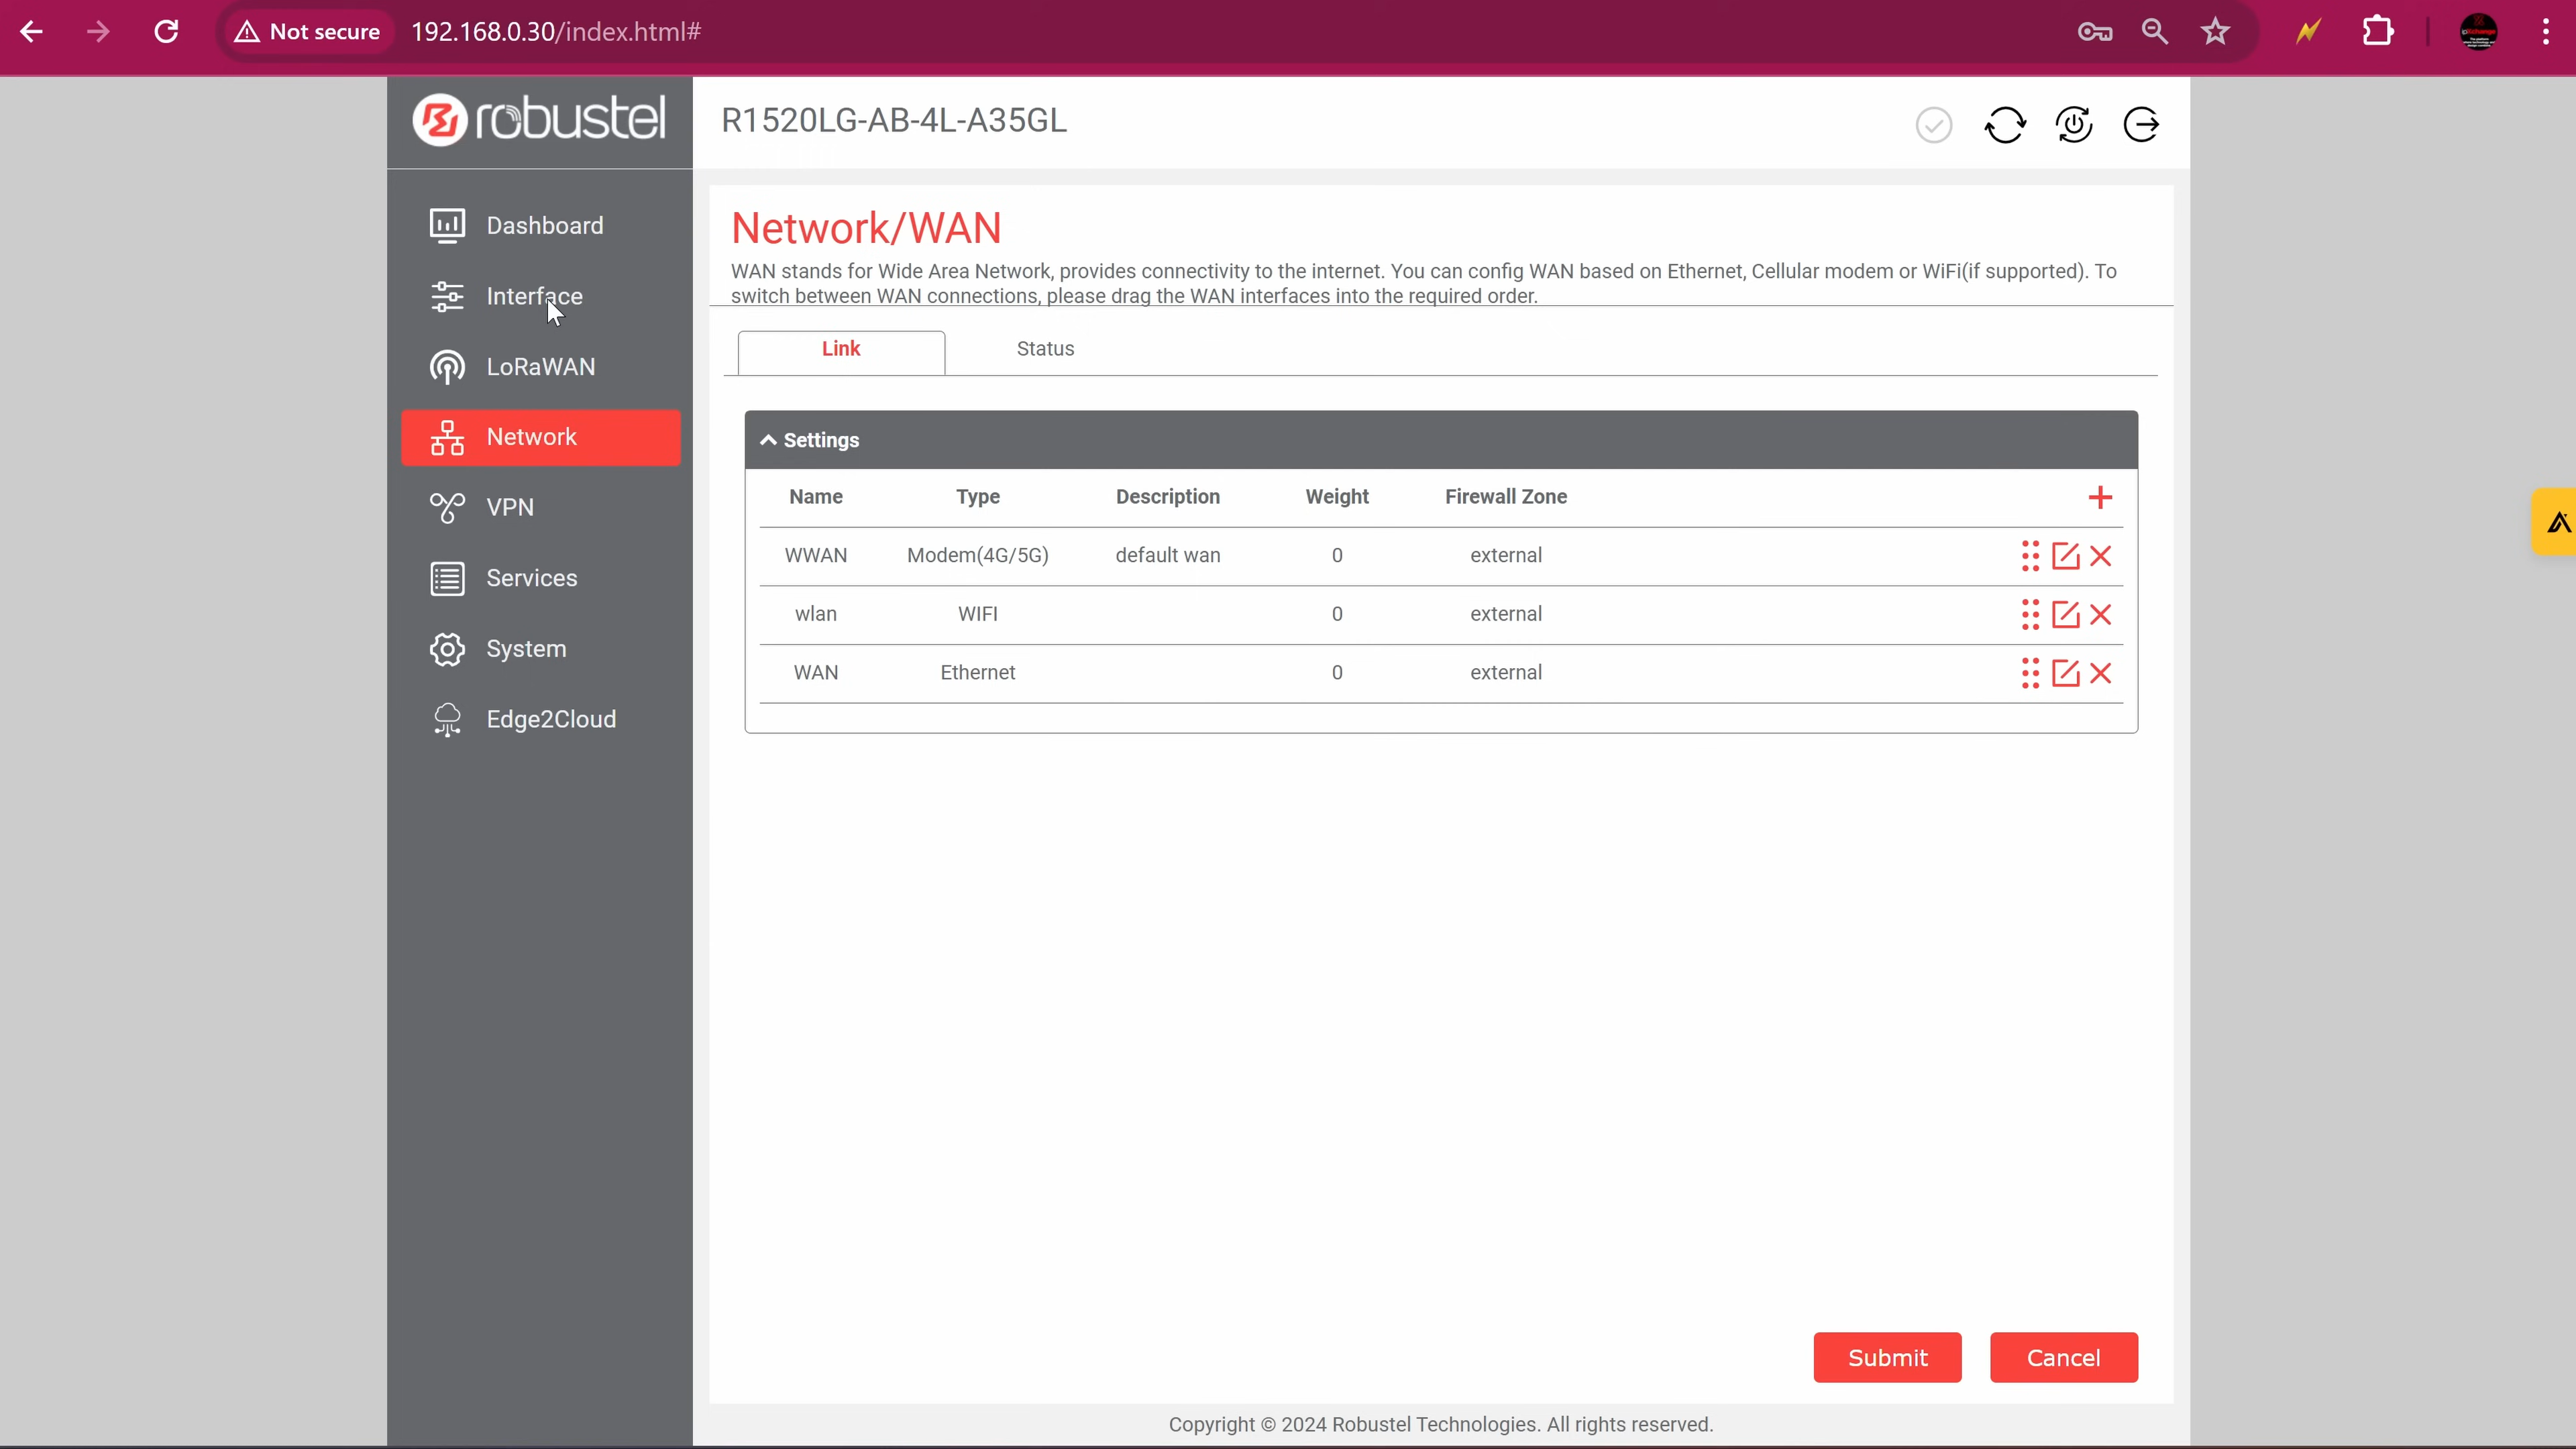 Not secure
192.168.0.30/index.html#
robustel
R1520LG-AB-4L-A35GL
Dashboard
Interface
LoRaWAN
Network
VPN
Services
System
Edge2Cloud
Network/WAN
WAN stands for Wide Area Network, provides connectivity to the internet. You can config WAN based on Ethernet, Cellular modem or WiFi(if supported). To
switch between WAN connections, please drag the WAN interfaces into the required order.
Link Status
Settings
Name Type Description Weight Firewall Zone
WWAN Modem(4G/5G) default wan 0 external
wlan WIFI 0 external
WAN Ethernet 0 external
Submit Cancel
Copyright © 2024 Robustel Technologies. All rights reserved.